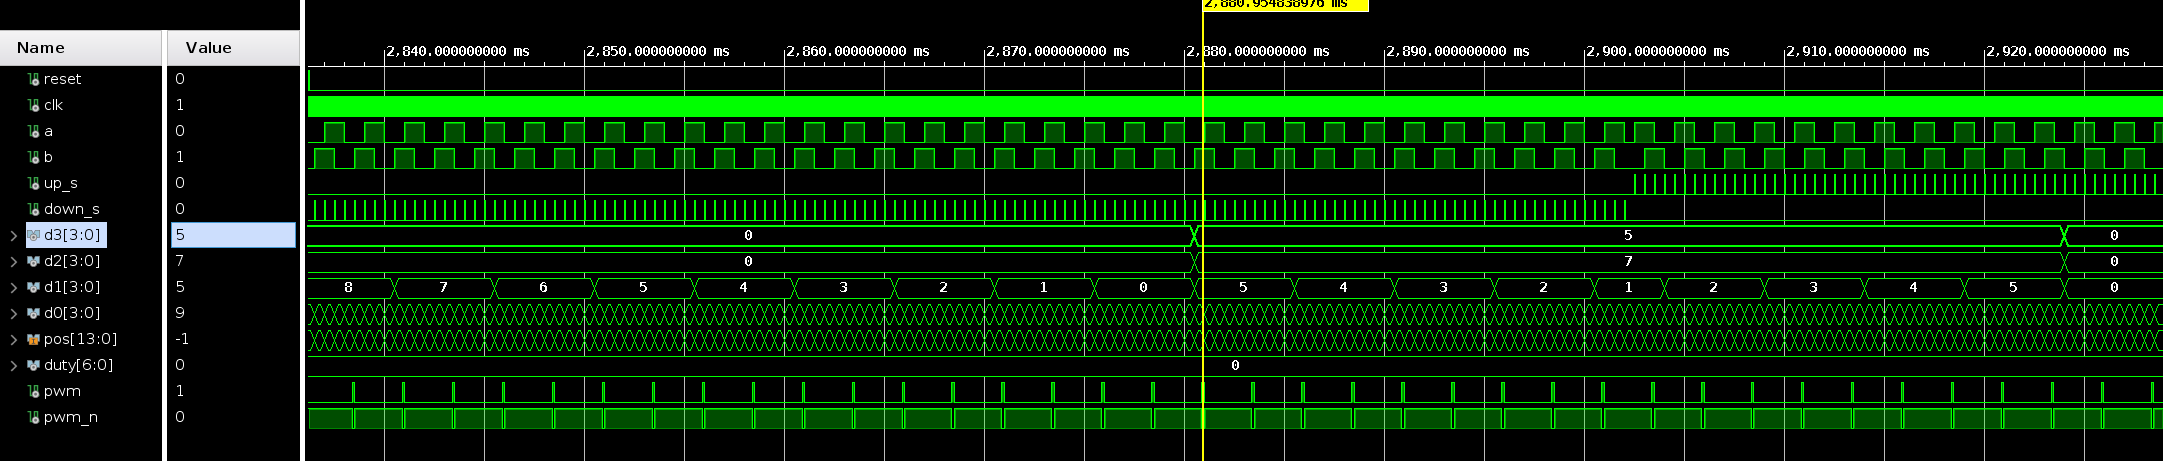 2,880.954838976 ms
Name Value
2,840.000000000 ms 2,850.000000000 ms 2,860.000000000 ms 2,870.000000000 ms 2,880.000000000 ms 2,890.000000000 ms 2,900.000000000 ms 2,910.000000000 ms 2,920.000000000 ms
reset 0
clk 1
a 0
b 1
up_s 0
down_s 0
d3[3:0] 5 0 5 0
d2[3:0] 7 0 7 0
d1[3:0] 5 8 7 6 5 4 3 2 1 0 5 4 3 2 1 2 3 4 5 0
d0[3:0] 9
pos[13:0] -1
duty[6:0] 0 0
pwm 1
pwm_n 0